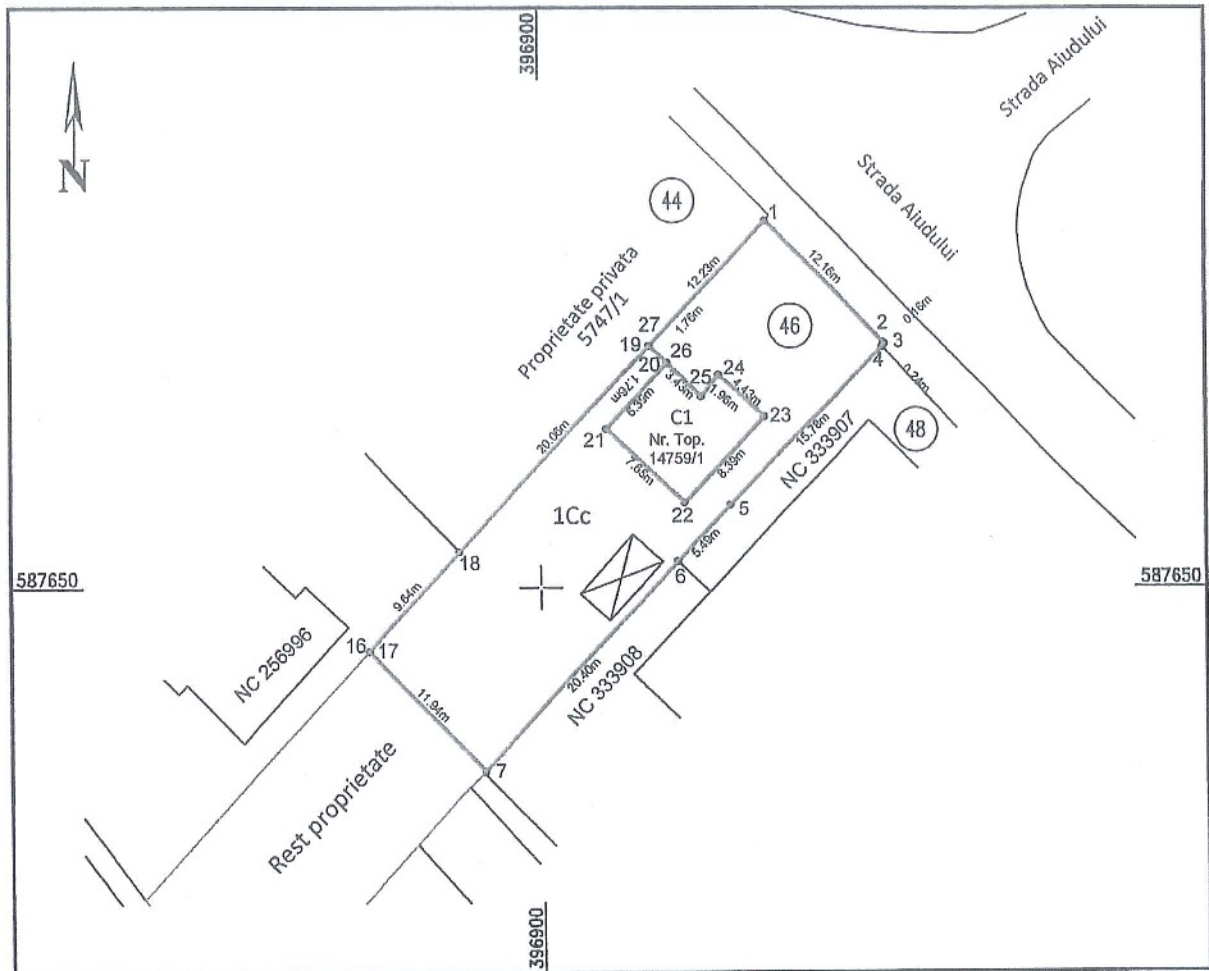 396900
Strada Aiudului
N
44
Strada Aiudului
1
12.16m
12.23m
Proprietate privata
5747/1
0.16m
46
27
1.76m
2
3
4
19
26
20
24
25
3.43m
1.76m
4.43m
1.96m
0.24m
6.39m
23
C1
Nr. Top.
14759/1
48
21
15.78m
20.06m
8.39m
NC 333907
7.65m
22
5
1Cc
5.49m
18
6
587650
587650
9.64m
16
17
NC 256996
20.40m
NC 333908
11.94m
7
Rest proprietate
396900